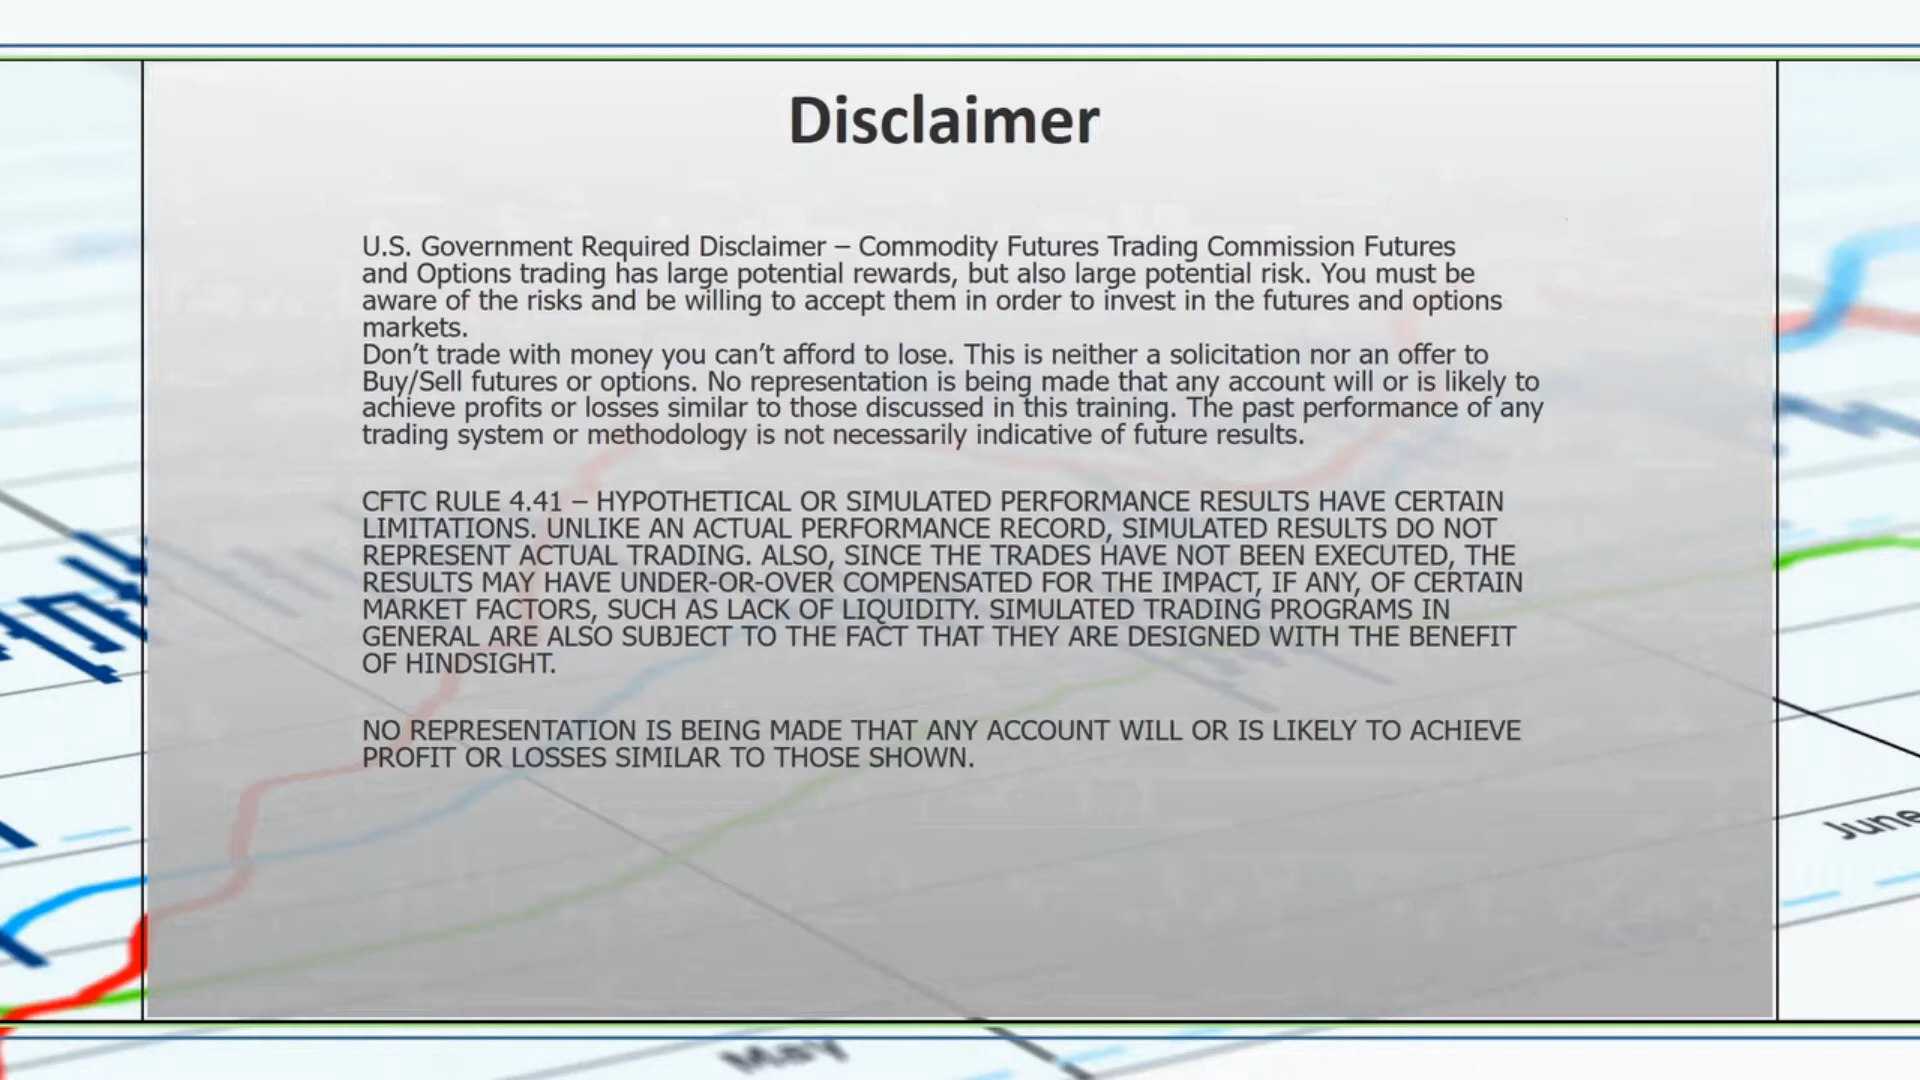 Disclaimer
U.S. Government Required Disclaimer – Commodity Futures Trading Commission Futures
and Options trading has large potential rewards, but also large potential risk. You must be
aware of the risks and be willing to accept them in order to invest in the futures and options
markets.
Don’t trade with money you can’t afford to lose. This is neither a solicitation nor an offer to
Buy/Sell futures or options. No representation is being made that any account will or is likely to
achieve profits or losses similar to those discussed in this training. The past performance of any
trading system or methodology is not necessarily indicative of future results.
CFTC RULE 4.41 – HYPOTHETICAL OR SIMULATED PERFORMANCE RESULTS HAVE CERTAIN
LIMITATIONS. UNLIKE AN ACTUAL PERFORMANCE RECORD, SIMULATED RESULTS DO NOT
REPRESENT ACTUAL TRADING. ALSO, SINCE THE TRADES HAVE NOT BEEN EXECUTED, THE
RESULTS MAY HAVE UNDER-OR-OVER COMPENSATED FOR THE IMPACT, IF ANY, OF CERTAIN
MARKET FACTORS, SUCH AS LACK OF LIQUIDITY. SIMULATED TRADING PROGRAMS IN
GENERAL ARE ALSO SUBJECT TO THE FACT THAT THEY ARE DESIGNED WITH THE BENEFIT
OF HINDSIGHT.
NO REPRESENTATION IS BEING MADE THAT ANY ACCOUNT WILL OR IS LIKELY TO ACHIEVE
PROFIT OR LOSSES SIMILAR TO THOSE SHOWN.
June
May